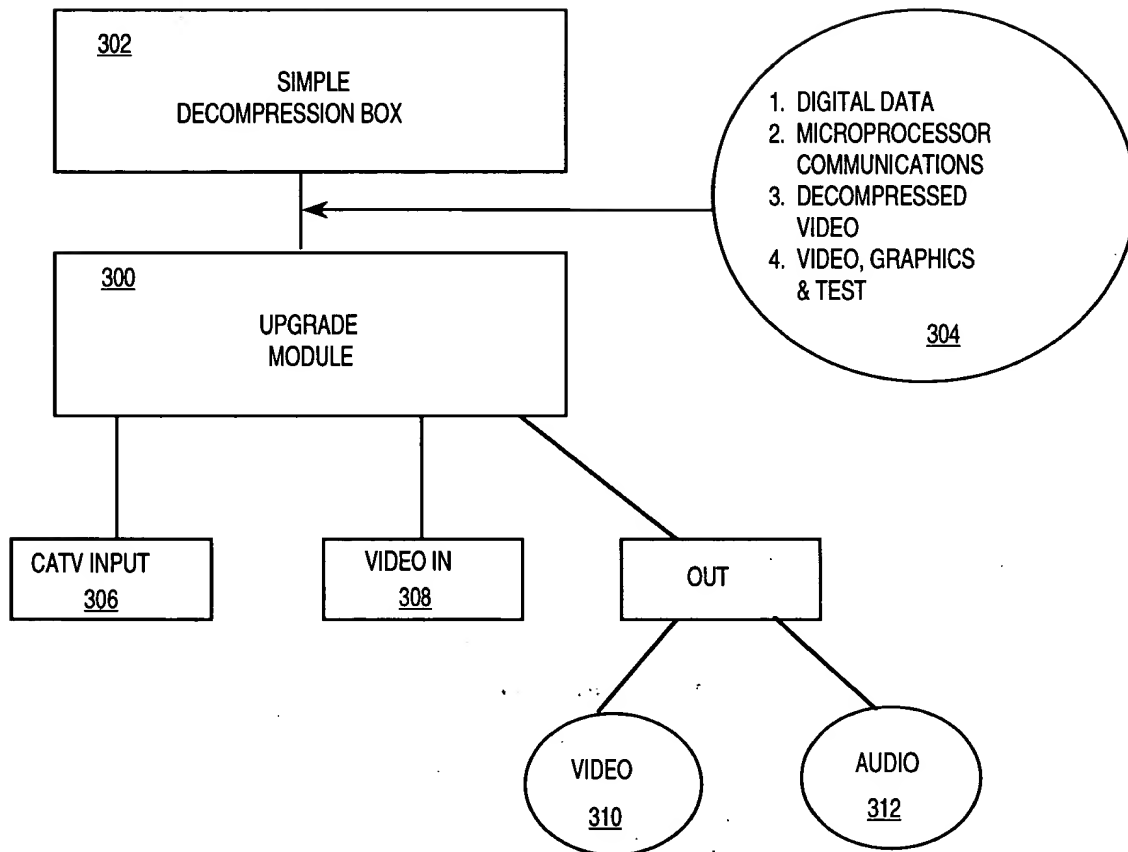 302
SIMPLE
DECOMPRESSION BOX
1. DIGITAL DATA
2. MICROPROCESSOR
COMMUNICATIONS
3. DECOMPRESSED
VIDEO
4. VIDEO, GRAPHICS
& TEST
304
300
UPGRADE
MODULE
CATV INPUT
306
VIDEO IN
308
OUT
VIDEO
310
AUDIO
312